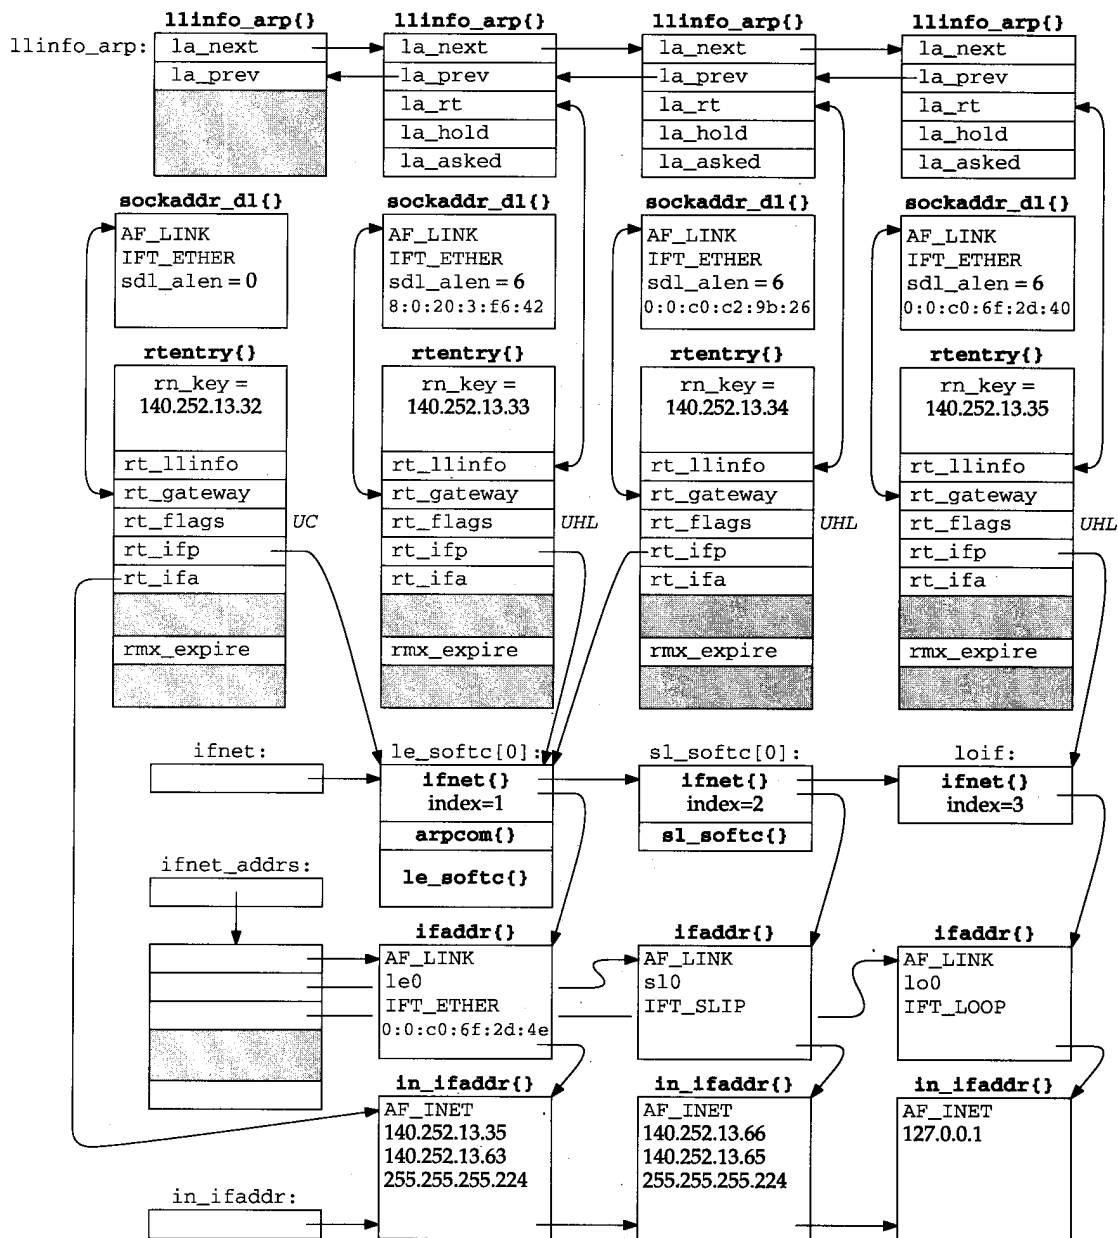 llinfo_arp{} llinfo_arp{} llinfo_arp{} llinfo_arp{}
llinfo_arp: la_next la_next la_next la_next
la_prev la_prev la_prev la_prev
la_rt la_rt la_rt
la_hold la_hold la_hold
la_asked la_asked la_asked
sockaddr_dl{} sockaddr_dl{} sockaddr_dl{} sockaddr_dl{}
AF_LINK AF_LINK AF_LINK AF_LINK
IFT_ETHER IFT_ETHER IFT_ETHER IFT_ETHER
sdl_alen = 0 sdl_alen = 6 sdl_alen = 6 sdl_alen = 6
8:0:20:3:f6:42 0:0:c0:c2:9b:26 0:0:c0:6f:2d:40
rtentry{} rtentry{} rtentry{} rtentry{}
rn_key = rn_key = rn_key = rn_key =
140.252.13.32 140.252.13.33 140.252.13.34 140.252.13.35
rt_llinfo rt_llinfo rt_llinfo rt_llinfo
rt_gateway rt_gateway rt_gateway rt_gateway
rt_flags UC rt_flags UHL rt_flags UHL rt_flags UHL
rt_ifp rt_ifp rt_ifp rt_ifp
rt_ifa rt_ifa rt_ifa rt_ifa
rmx_expire rmx_expire rmx_expire rmx_expire
ifnet: le_softc[0]: sl_softc[0]: loif:
ifnet{} ifnet{} ifnet{}
index=1 index=2 index=3
arpcom{} sl_softc{}
ifnet_addrs:
le_softc{}
ifaddr{} ifaddr{} ifaddr{}
AF_LINK AF_LINK AF_LINK
le0 sl0 lo0
IFT_ETHER IFT_SLIP IFT_LOOP
0:0:c0:6f:2d:4e
in_ifaddr{} in_ifaddr{} in_ifaddr{}
AF_INET AF_INET AF_INET
140.252.13.35 140.252.13.66 127.0.0.1
140.252.13.63 140.252.13.65
255.255.255.224 255.255.255.224
in_ifaddr: